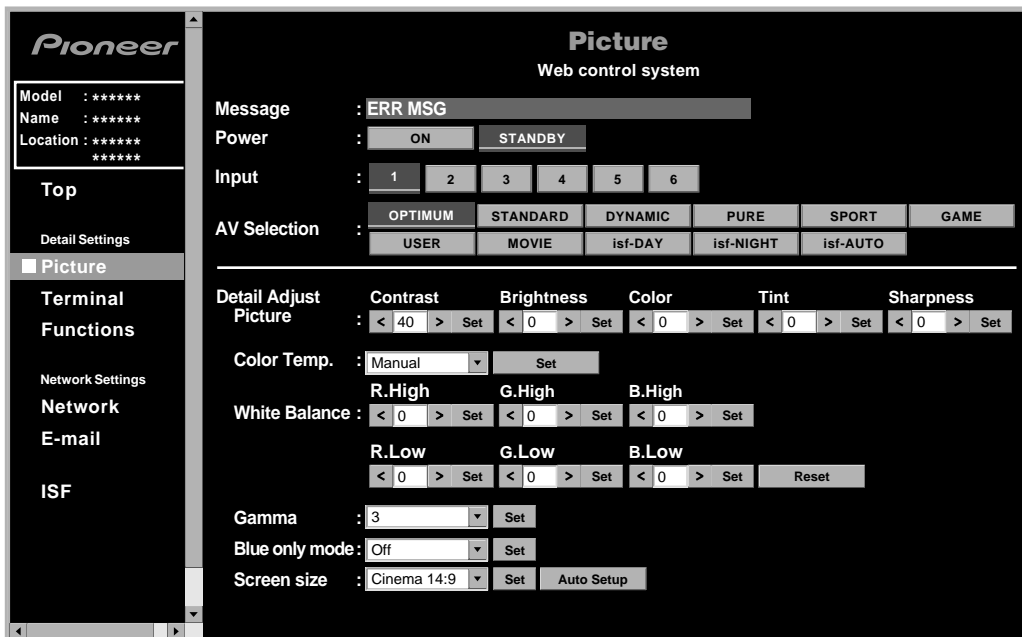 Pioneer
Model : ******
Name : ******
Location : ******
******
Top
Detail Settings
Picture
Terminal
Functions
Network Settings
Network
E-mail
ISF
Picture
Web control system
Message : ERR MSG
Power : ON STANDBY
Input : 1 2 3 4 5 6
AV Selection : OPTIMUM STANDARD DYNAMIC PURE SPORT GAME
USER MOVIE isf-DAY isf-NIGHT isf-AUTO
Detail Adjust Contrast Brightness Color Tint Sharpness
Picture : < 40 > Set < 0 > Set < 0 > Set < 0 > Set < 0 > Set
Color Temp. : Manual Set
R.High G.High B.High
White Balance : < 0 > Set < 0 > Set < 0 > Set
R.Low G.Low B.Low
< 0 > Set < 0 > Set < 0 > Set Reset
Gamma : 3 Set
Blue only mode : Off Set
Screen size : Cinema 14:9 Set Auto Setup